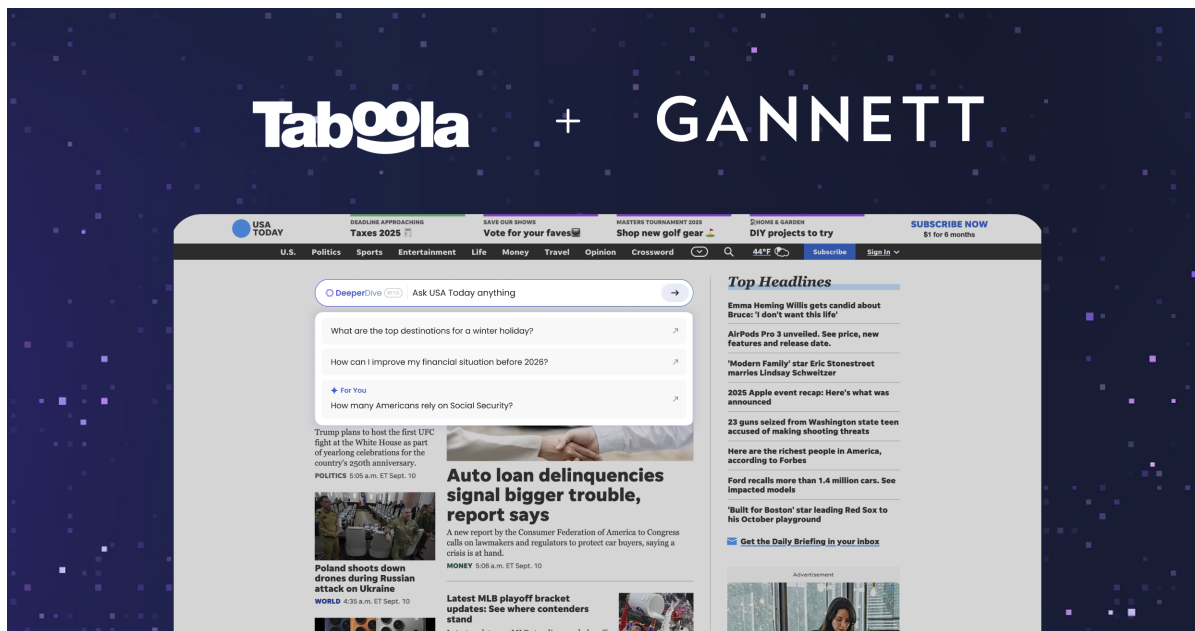 Taboola + GANNETT
USA
TODAY
DEADLINE APPROACHING
Taxes 2025
SAVE OUR SHOWS
Vote for your faves
MASTERS TOURNAMENT 2025
Shop new golf gear
HOME & GARDEN
DIY projects to try
SUBSCRIBE NOW
$1 for 6 months
U.S. Politics Sports Entertainment Life Money Travel Opinion Crossword 44°F Subscribe Sign In
DeeperDive BETA Ask USA Today anything
What are the top destinations for a winter holiday?
How can I improve my financial situation before 2026?
For You
How many Americans rely on Social Security?
Trump plans to host the first UFC
fight at the White House as part
of yearlong celebrations for the
country's 250th anniversary.
POLITICS 5:05 a.m. ET Sept. 10
Poland shoots down
drones during Russian
attack on Ukraine
WORLD 4:35 a.m. ET Sept. 10
Auto loan delinquencies
signal bigger trouble,
report says
A new report by the Consumer Federation of America to Congress
calls on lawmakers and regulators to protect car buyers, saying a
crisis is at hand.
MONEY 5:06 a.m. ET Sept. 10
Latest MLB playoff bracket
updates: See where contenders
stand
Top Headlines
Emma Heming Willis gets candid about
Bruce: 'I don't want this life'
AirPods Pro 3 unveiled. See price, new
features and release date.
'Modern Family' star Eric Stonestreet
marries Lindsay Schweitzer
2025 Apple event recap: Here's what was
announced
23 guns seized from Washington state teen
accused of making shooting threats
Here are the richest people in America,
according to Forbes
Ford recalls more than 1.4 million cars. See
impacted models
'Built for Boston' star leading Red Sox to
his October playground
Get the Daily Briefing in your inbox
Advertisement